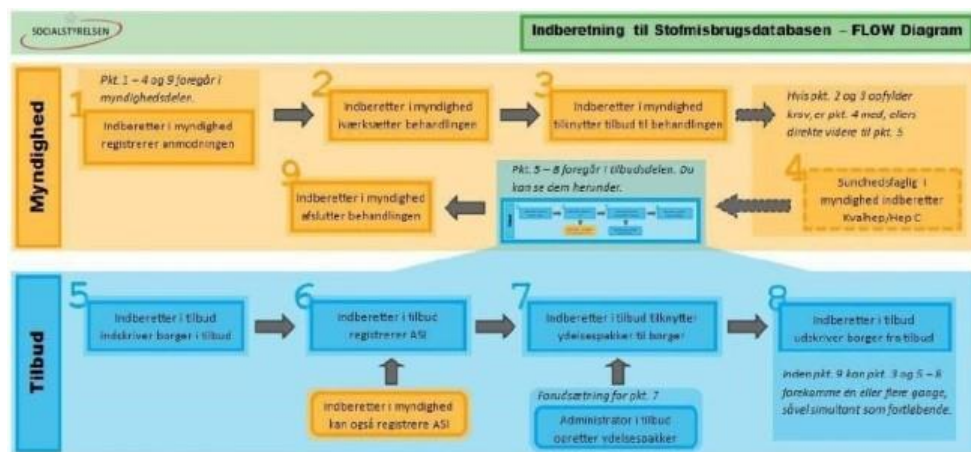 SOCIALSTYRELSEN
Indberetning til Stofmisbrugsdatabasen – FLOW Diagram
Myndighed
Pkt. 1 – 4 og 9 foregår i
myndighedsdelen.
1
Indberetter i myndighed
registrerer anmodningen
2
Indberetter i myndighed
iværksætter behandlingen
3
Indberetter i myndighed
tilknytter tilbud til behandlingen
Hvis pkt. 2 og 3 opfylder
krav, er pkt. 4 med, ellers
direkte videre til pkt. 5
4
Sundhedsfaglig i
myndighed indberetter
Kvalhep/Hep C
Pkt. 5 – 8 foregår i tilbudsdelen. Du
kan se dem herunder.
9
Indberetter i myndighed
afslutter behandlingen
Tilbud
5
Indberetter i tilbud
indskriver borger i tilbud
6
Indberetter i tilbud
registrerer ASI
Indberetter i myndighed
kan også registrere ASI
7
Indberetter i tilbud tilknytter
ydelsespakker til borger
Forudsætning for pkt. 7
Administrator i tilbud
opretter ydelsespakker
8
Indberetter i tilbud
udskriver borger fra tilbud
Inden pkt. 9 kan pkt. 3 og 5 – 8
forekomme én eller flere gange,
såvel simultant som fortløbende.